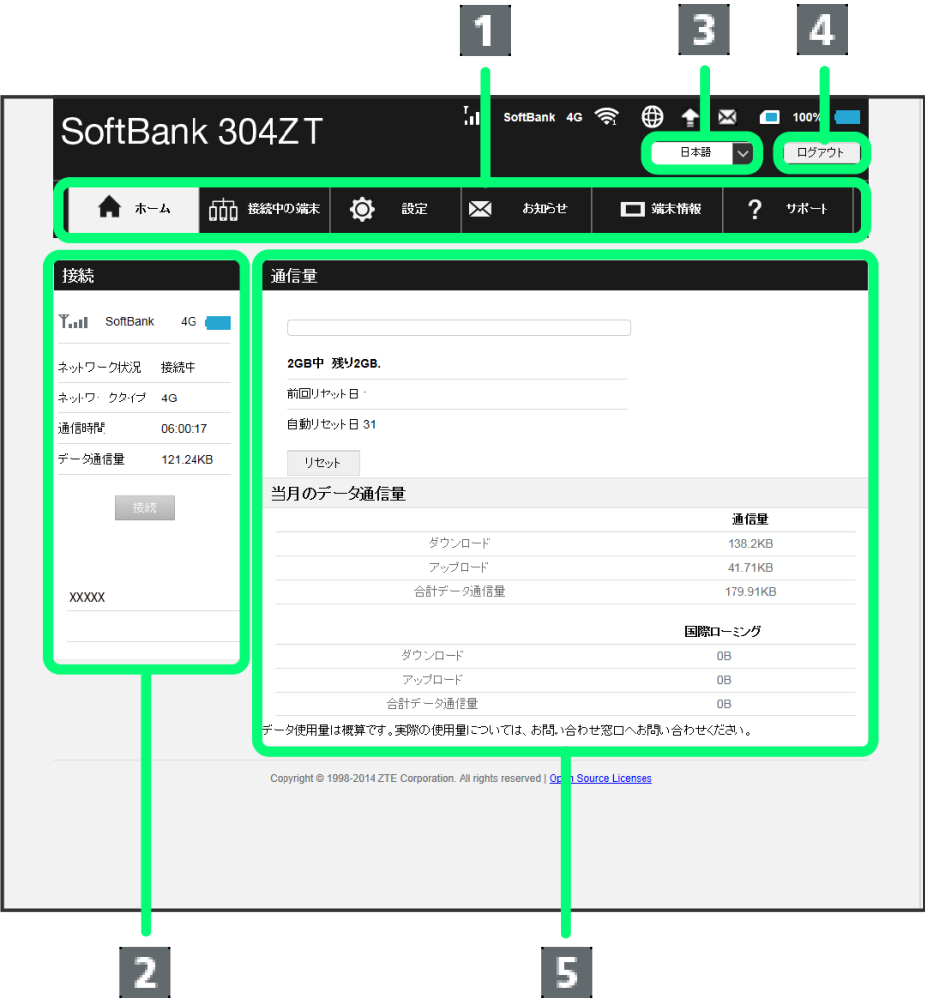 1 3 4
SoftBank 4G 100%
SoftBank 304ZT
日本語 ログアウト
ホーム 接続中の端末 設定 お知らせ 端末情報 ? サポート
接続
SoftBank 4G
ネットワーク状況 接続中
ネットワークタイプ 4G
通信時間 06:00:17
データ通信量 121.24KB
接続
XXXXX
通信量
2GB中 残り2GB.
前回リセット日
自動リセット日 31
リセット
当月のデータ通信量
通信量
ダウンロード 138.2KB
アップロード 41.71KB
合計データ通信量 179.91KB
国際ローミング
ダウンロード 0B
アップロード 0B
合計データ通信量 0B
データ使用量は概算です。実際の使用量については、お問い合わせ窓口へお問い合わせください。
Copyright © 1998-2014 ZTE Corporation. All rights reserved | Open Source Licenses
2 5